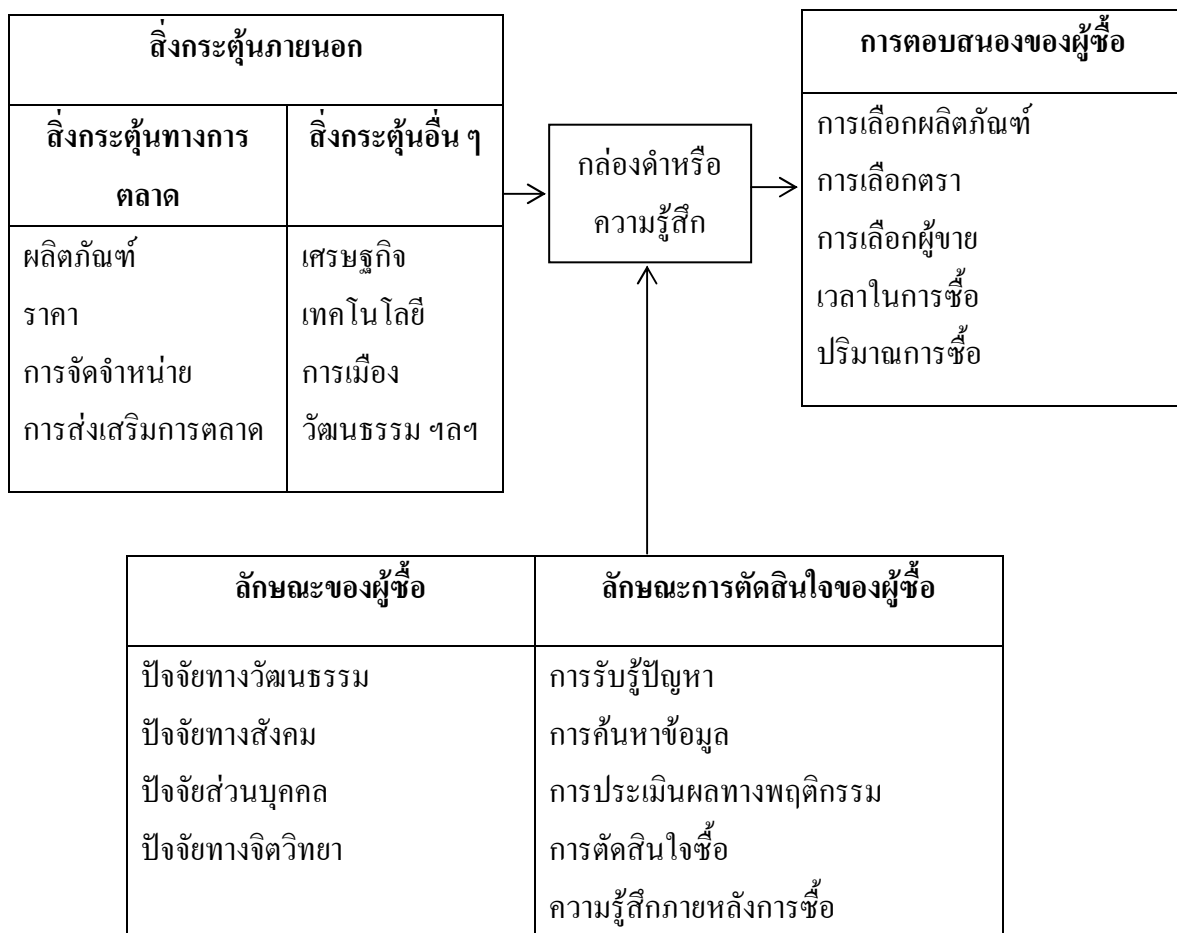 สิ่งกระตุ้นภายนอก
สิ่งกระตุ้นทางการ
ตลาด
สิ่งกระตุ้นอื่น ๆ
ผลิตภัณฑ์
ราคา
การจัดจำหน่าย
การส่งเสริมการตลาด
เศรษฐกิจ
เทคโนโลยี
การเมือง
วัฒนธรรม ฯลฯ
กล่องดำหรือ
ความรู้สึก
การตอบสนองของผู้ซื้อ
การเลือกผลิตภัณฑ์
การเลือกตรา
การเลือกผู้ขาย
เวลาในการซื้อ
ปริมาณการซื้อ
ลักษณะของผู้ซื้อ
ปัจจัยทางวัฒนธรรม
ปัจจัยทางสังคม
ปัจจัยส่วนบุคคล
ปัจจัยทางจิตวิทยา
ลักษณะการตัดสินใจของผู้ซื้อ
การรับรู้ปัญหา
การค้นหาข้อมูล
การประเมินผลทางพฤติกรรม
การตัดสินใจซื้อ
ความรู้สึกภายหลังการซื้อ